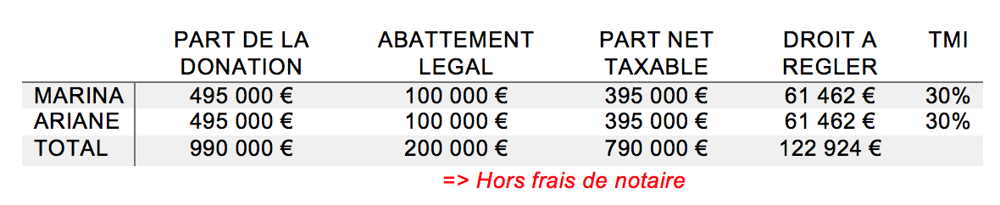 PART DE LA ABATTEMENT PART NET DROIT A TMI
DONATION LEGAL TAXABLE REGLER
MARINA 495 000 € 100 000 € 395 000 € 61 462 € 30%
ARIANE 495 000 € 100 000 € 395 000 € 61 462 € 30%
TOTAL 990 000 € 200 000 € 790 000 € 122 924 €
=> Hors frais de notaire